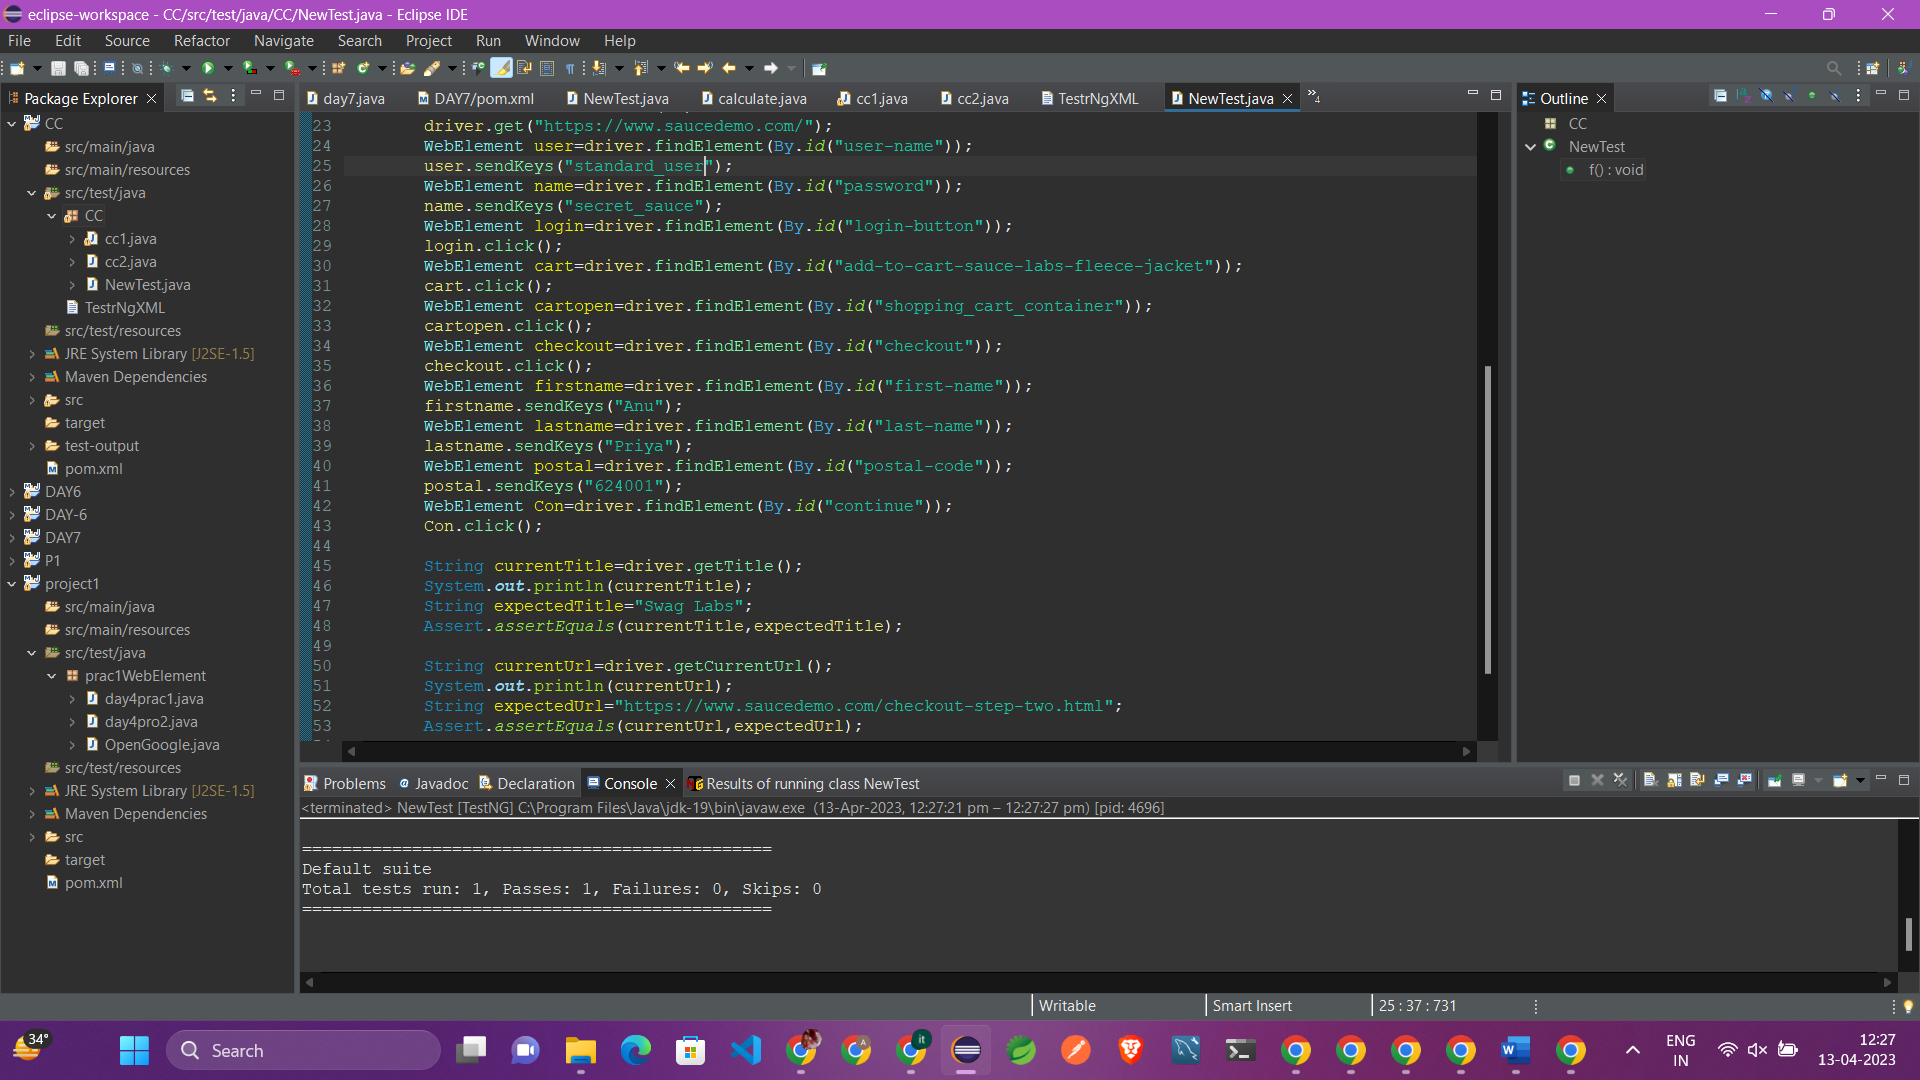 eclipse-workspace - CC/src/test/java/CC/NewTest.java - Eclipse IDE
File Edit Source Refactor Navigate Search Project Run Window Help
Package Explorer
day7.java DAY7/pom.xml NewTest.java calculate.java cc1.java cc2.java TestrNgXML NewTest.java »4
Outline
CC
src/main/java
src/main/resources
src/test/java
CC
cc1.java
cc2.java
NewTest.java
TestrNgXML
src/test/resources
JRE System Library [J2SE-1.5]
Maven Dependencies
src
target
test-output
pom.xml
DAY6
DAY-6
DAY7
P1
project1
src/main/java
src/main/resources
src/test/java
prac1WebElement
day4prac1.java
day4pro2.java
OpenGoogle.java
src/test/resources
JRE System Library [J2SE-1.5]
Maven Dependencies
src
target
pom.xml
23 driver.get("https://www.saucedemo.com/");
24 WebElement user=driver.findElement(By.id("user-name"));
25 user.sendKeys("standard_user");
26 WebElement name=driver.findElement(By.id("password"));
27 name.sendKeys("secret_sauce");
28 WebElement login=driver.findElement(By.id("login-button"));
29 login.click();
30 WebElement cart=driver.findElement(By.id("add-to-cart-sauce-labs-fleece-jacket"));
31 cart.click();
32 WebElement cartopen=driver.findElement(By.id("shopping_cart_container"));
33 cartopen.click();
34 WebElement checkout=driver.findElement(By.id("checkout"));
35 checkout.click();
36 WebElement firstname=driver.findElement(By.id("first-name"));
37 firstname.sendKeys("Anu");
38 WebElement lastname=driver.findElement(By.id("last-name"));
39 lastname.sendKeys("Priya");
40 WebElement postal=driver.findElement(By.id("postal-code"));
41 postal.sendKeys("624001");
42 WebElement Con=driver.findElement(By.id("continue"));
43 Con.click();
44
45 String currentTitle=driver.getTitle();
46 System.out.println(currentTitle);
47 String expectedTitle="Swag Labs";
48 Assert.assertEquals(currentTitle,expectedTitle);
49
50 String currentUrl=driver.getCurrentUrl();
51 System.out.println(currentUrl);
52 String expectedUrl="https://www.saucedemo.com/checkout-step-two.html";
53 Assert.assertEquals(currentUrl,expectedUrl);
CC
NewTest
f() : void
Problems Javadoc Declaration Console Results of running class NewTest
<terminated> NewTest [TestNG] C:\Program Files\Java\jdk-19\bin\javaw.exe (13-Apr-2023, 12:27:21 pm – 12:27:27 pm) [pid: 4696]
===============================================
Default suite
Total tests run: 1, Passes: 1, Failures: 0, Skips: 0
===============================================
Writable Smart Insert 25 : 37 : 731
34°
Search
ENG
IN
12:27
13-04-2023